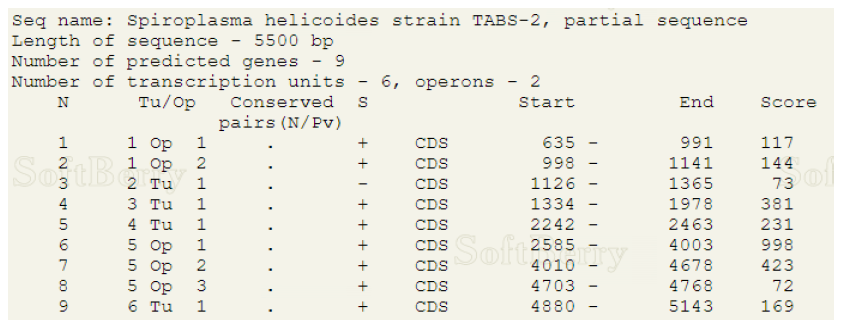 Seq name: Spiroplasma helicoides strain TABS-2, partial sequence
Length of sequence - 5500 bp
Number of predicted genes - 9
Number of transcription units - 6, operons - 2
N Tu/Op Conserved S Start End Score
pairs(N/Pv)
1 1 Op 1 . + CDS 635 - 991 117
2 1 Op 2 . + CDS 998 - 1141 144
3 2 Tu 1 . - CDS 1126 - 1365 73
4 3 Tu 1 . + CDS 1334 - 1978 381
5 4 Tu 1 . + CDS 2242 - 2463 231
6 5 Op 1 . + CDS 2585 - 4003 998
7 5 Op 2 . + CDS 4010 - 4678 423
8 5 Op 3 . + CDS 4703 - 4768 72
9 6 Tu 1 . + CDS 4880 - 5143 169
SoftBerry
SoftBerry
Sof